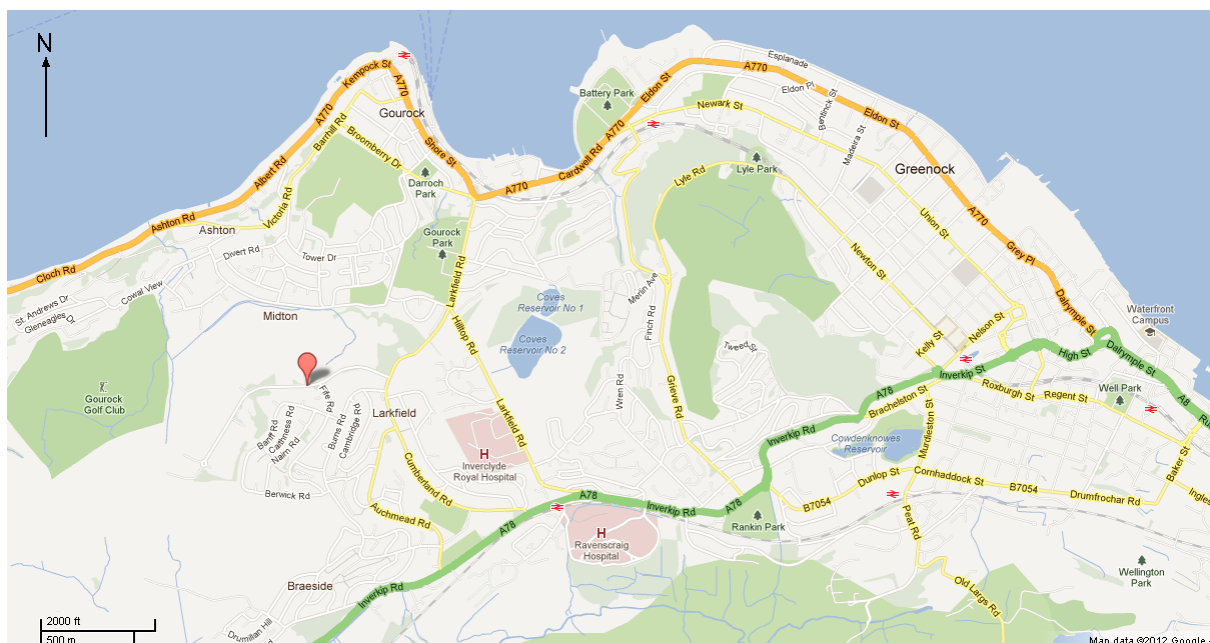 N
Kempock St
A770
A770
Gourock
A770
Barrhill Rd
Broomberry Dr
Shore St
Albert Rd
Darroch
Park
A770
Cardwell Rd
A770
Battery Park
Eldon St
A770
Esplanade
Eldon Pl
Bentinck St
Newark St
Madeira St
Eldon St
Greenock
Lyle Rd
Lyle Park
Union St
A770
Grey Pl
Newton St
Dalrymple St
Waterfront
Campus
Ashton Rd
Ashton
Victoria Rd
Cloch Rd
Divert Rd
Tower Dr
Gourock
Park
Larkfield Rd
St. Andrews Dr
Gleneagles Dr
Cowal View
Midton
Hilltop Rd
Coves
Reservoir No 1
Coves
Reservoir No 2
Merlin Ave
Finch Rd
Wren Rd
Grieve Rd
Tweed St
Kelly St
Nelson St
High St
Dalrymple St
A8
Inverkip St
A78
Brachelston St
Roxburgh St
Regent St
Well Park
Gourock
Golf Club
Fife Rd
Banff Rd
Caithness Rd
Nairn Rd
Burns Rd
Cambridge Rd
Larkfield
Larkfield Rd
H
Inverclyde
Royal Hospital
Cumberland Rd
Berwick Rd
Auchmead Rd
A78
A78
Inverkip Rd
A78
Inverkip Rd
Cowdenknowes
Reservoir
Murdieston St
Dunlop St
Cornhaddock St
B7054
B7054
Drumfrochar Rd
Baker St
Rankin Park
H
Ravenscraig
Hospital
Peat Rd
Old Largs Rd
Wellington
Park
Braeside
Inverkip Rd
Drumillan Hill
2000 ft
500 m
Map data ©2012 Google